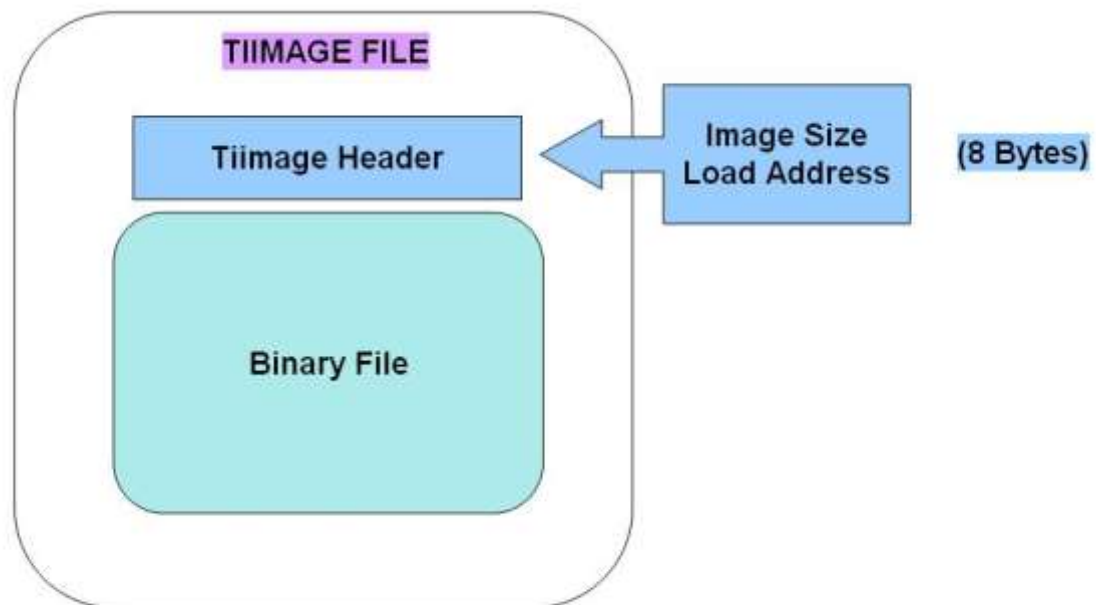 TIIMAGE FILE
Tiimage Header
Image Size
Load Address
(8 Bytes)
Binary File